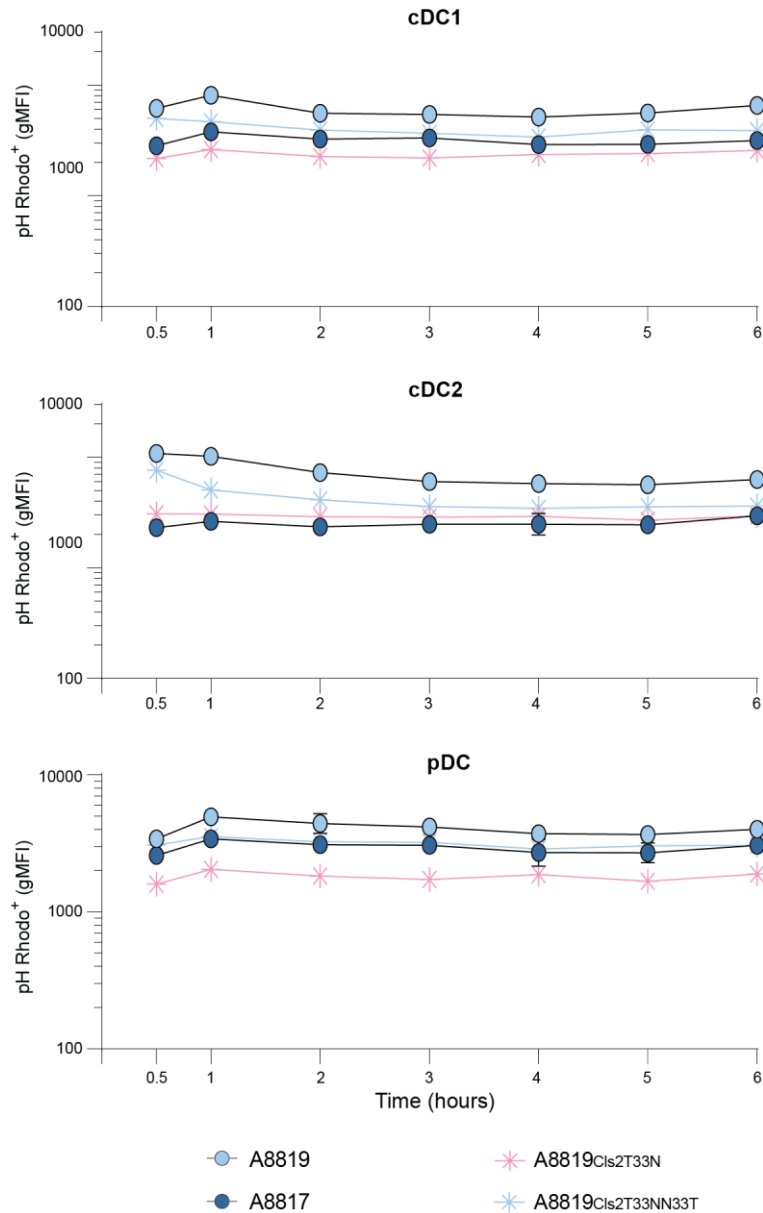 cDC1
pH Rhodo+ (gMFI)
10000
1000
100
0.5 1 2 3 4 5 6
cDC2
pH Rhodo+ (gMFI)
10000
1000
100
0.5 1 2 3 4 5 6
pDC
pH Rhodo+ (gMFI)
10000
1000
100
0.5 1 2 3 4 5 6
Time (hours)
A8819 A8819Cls2T33N
A8817 A8819Cls2T33NN33T